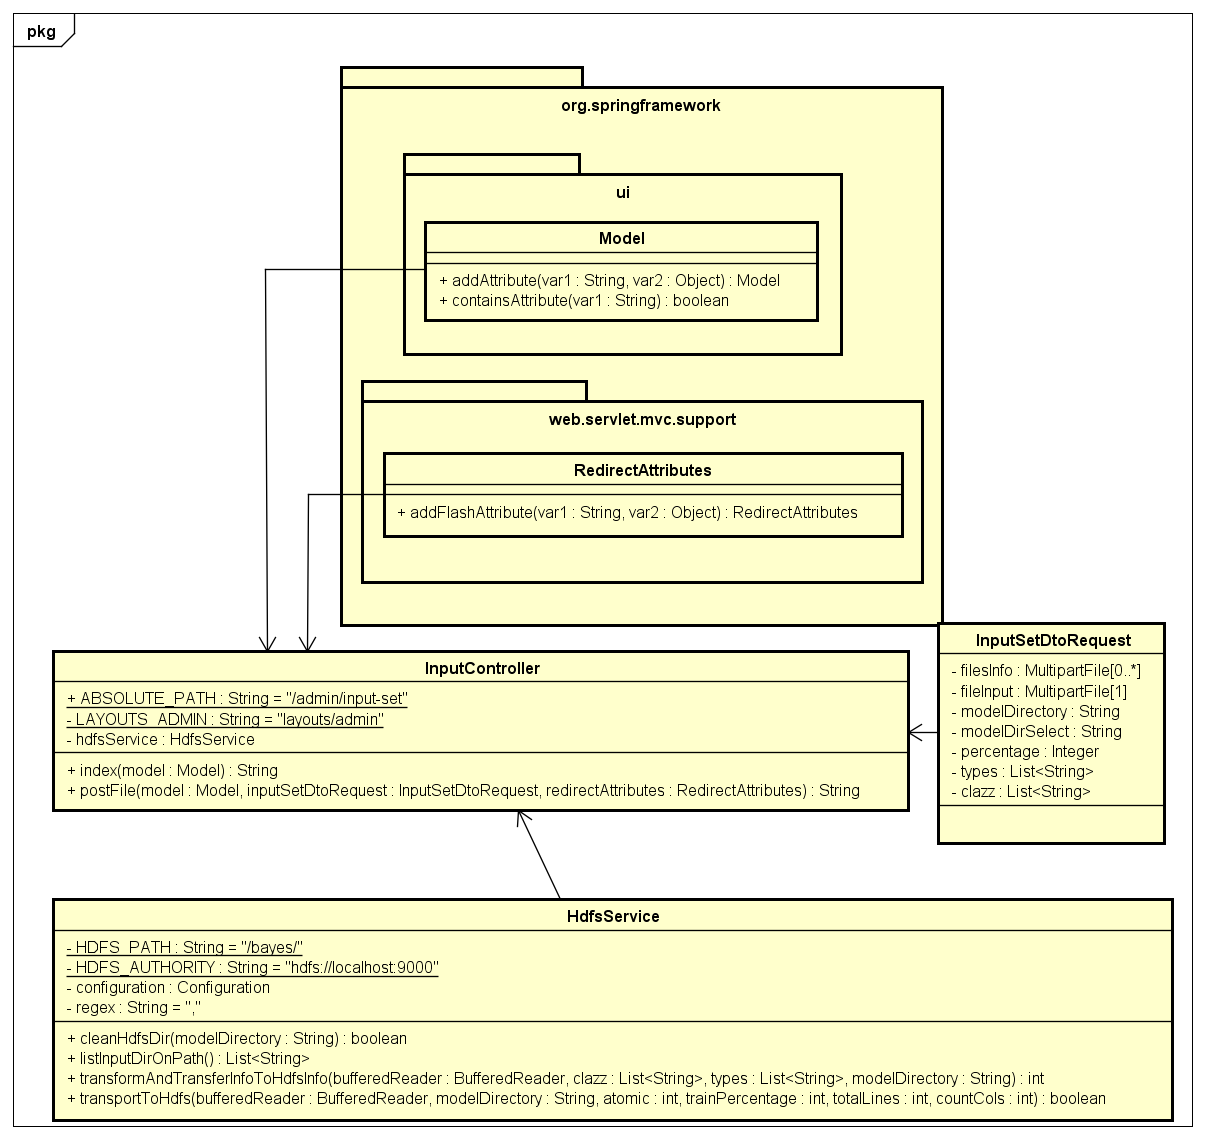 pkg
org.springframework
ui
Model
+ addAttribute(var1 : String, var2 : Object) : Model
+ containsAttribute(var1 : String) : boolean
web.servlet.mvc.support
RedirectAttributes
+ addFlashAttribute(var1 : String, var2 : Object) : RedirectAttributes
InputController
+ ABSOLUTE_PATH : String = "/admin/input-set"
- LAYOUTS_ADMIN : String = "layouts/admin"
- hdfsService : HdfsService
+ index(model : Model) : String
+ postFile(model : Model, inputSetDtoRequest : InputSetDtoRequest, redirectAttributes : RedirectAttributes) : String
InputSetDtoRequest
- filesInfo : MultipartFile[0..*]
- fileInput : MultipartFile[1]
- modelDirectory : String
- modelDirSelect : String
- percentage : Integer
- types : List<String>
- clazz : List<String>
HdfsService
- HDFS_PATH : String = "/bayes/"
- HDFS_AUTHORITY : String = "hdfs://localhost:9000"
- configuration : Configuration
- regex : String = ","
+ cleanHdfsDir(modelDirectory : String) : boolean
+ listInputDirOnPath() : List<String>
+ transformAndTransferInfoToHdfsInfo(bufferedReader : BufferedReader, clazz : List<String>, types : List<String>, modelDirectory : String) : int
+ transportToHdfs(bufferedReader : BufferedReader, modelDirectory : String, atomic : int, trainPercentage : int, totalLines : int, countCols : int) : boolean